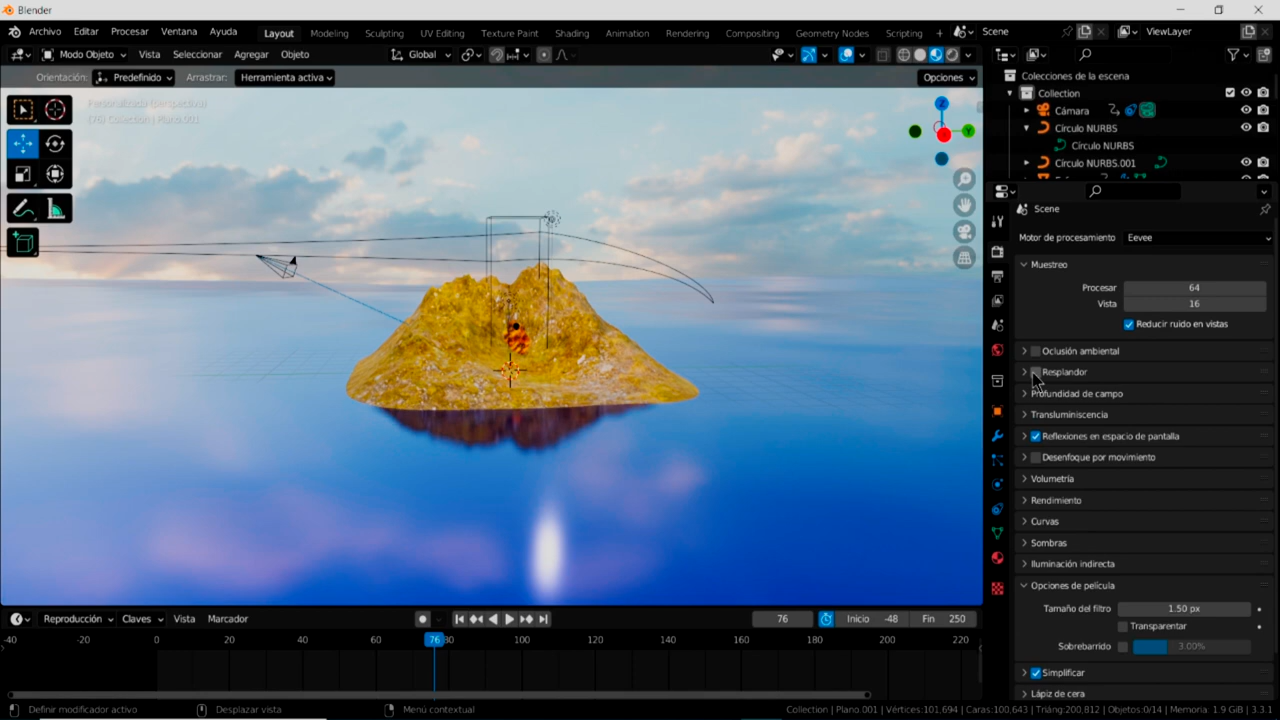 Blender
Archivo Editar Procesar Ventana Ayuda Layout Modeling Sculpting UV Editing Texture Paint Shading Animation Rendering Compositing Geometry Nodes Scripting + Scene ViewLayer
Modo Objeto Vista Seleccionar Agregar Objeto Global
Orientación: Predefinido Arrastrar: Herramienta activa Opciones
(76) Collection | Plano.001
Z
Y
Colecciones de la escena
Collection
Cámara
Círculo NURBS
Círculo NURBS
Círculo NURBS.001
Scene
Motor de procesamiento Eevee
Muestreo
Procesar 64
Vista 16
Reducir ruido en vistas
Oclusión ambiental
Resplandor
Profundidad de campo
Transluminiscencia
Reflexiones en espacio de pantalla
Desenfoque por movimiento
Volumetría
Rendimiento
Curvas
Sombras
Iluminación indirecta
Opciones de película
Tamaño del filtro 1.50 px
Transparentar
Sobrebarrido 3.00%
Simplificar
Lápiz de cera
Reproducción Claves Vista Marcador 76 Inicio -48 Fin 250
-40 -20 0 20 40 60 76 80 100 120 140 160 180 200 220
Definir modificador activo Desplazar vista Menú contextual Collection | Plano.001 | Vértices:101,694 | Caras:100,643 | Triáng:200,812 | Objetos:0/14 | Memoria: 1.9 GiB | 3.3.1